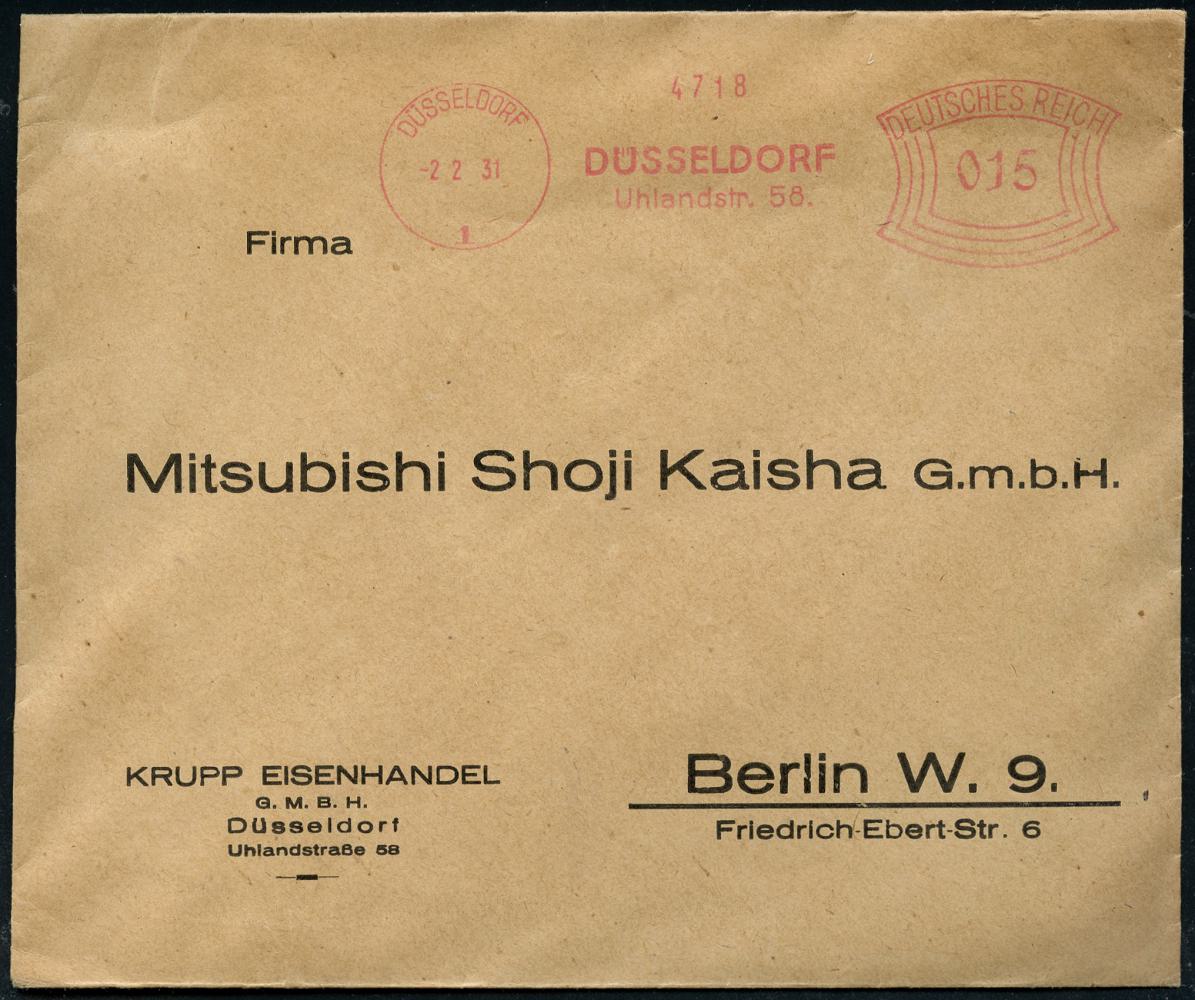 4718
DÜSSELDORF
-2 2 31
1
DÜSSELDORF
Uhlandstr. 58.
DEUTSCHES REICH
015
Firma
Mitsubishi Shoji Kaisha G.m.b.H.
KRUPP EISENHANDEL
G. M. B. H.
Düsseldorf
Uhlandstraße 58
Berlin W. 9.
Friedrich-Ebert-Str. 6